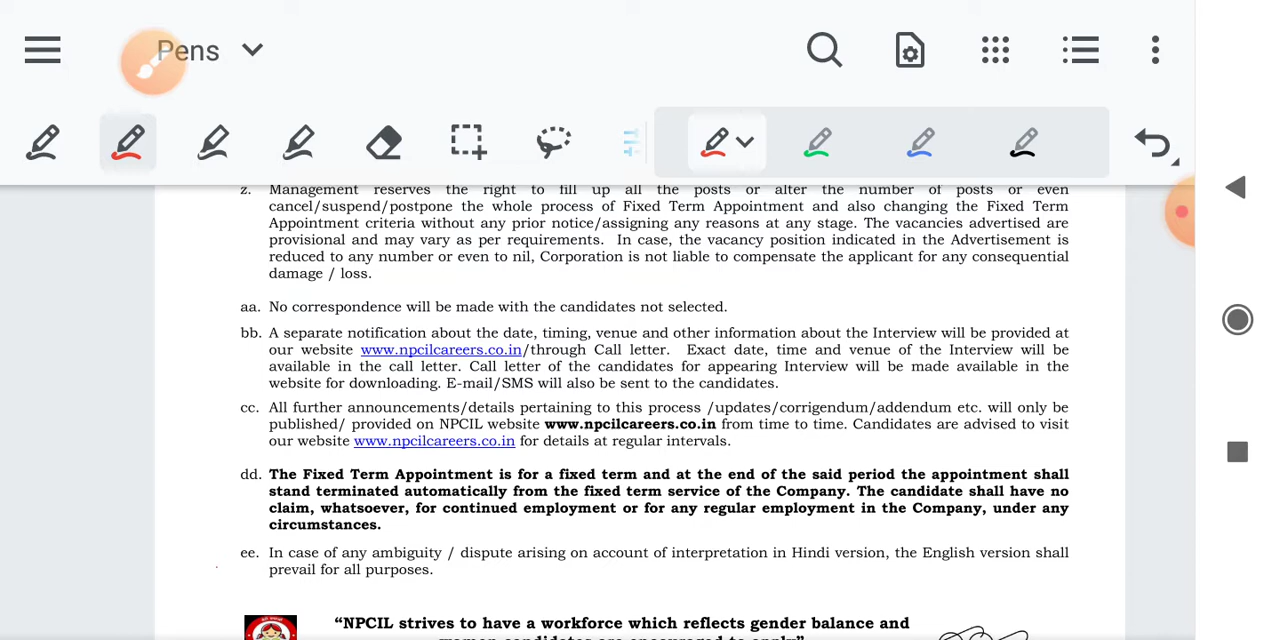 Pens
z. Management reserves the right to fill up all the posts or alter the number of posts or even
cancel/suspend/postpone the whole process of Fixed Term Appointment and also changing the Fixed Term
Appointment criteria without any prior notice/assigning any reasons at any stage. The vacancies advertised are
provisional and may vary as per requirements. In case, the vacancy position indicated in the Advertisement is
reduced to any number or even to nil, Corporation is not liable to compensate the applicant for any consequential
damage / loss.
aa. No correspondence will be made with the candidates not selected.
bb. A separate notification about the date, timing, venue and other information about the Interview will be provided at
our website www.npcilcareers.co.in/through Call letter. Exact date, time and venue of the Interview will be
available in the call letter. Call letter of the candidates for appearing Interview will be made available in the
website for downloading. E-mail/SMS will also be sent to the candidates.
cc. All further announcements/details pertaining to this process /updates/corrigendum/addendum etc. will only be
published/ provided on NPCIL website www.npcilcareers.co.in from time to time. Candidates are advised to visit
our website www.npcilcareers.co.in for details at regular intervals.
dd. The Fixed Term Appointment is for a fixed term and at the end of the said period the appointment shall
stand terminated automatically from the fixed term service of the Company. The candidate shall have no
claim, whatsoever, for continued employment or for any regular employment in the Company, under any
circumstances.
ee. In case of any ambiguity / dispute arising on account of interpretation in Hindi version, the English version shall
prevail for all purposes.
"NPCIL strives to have a workforce which reflects gender balance and
women candidates are encouraged to apply"